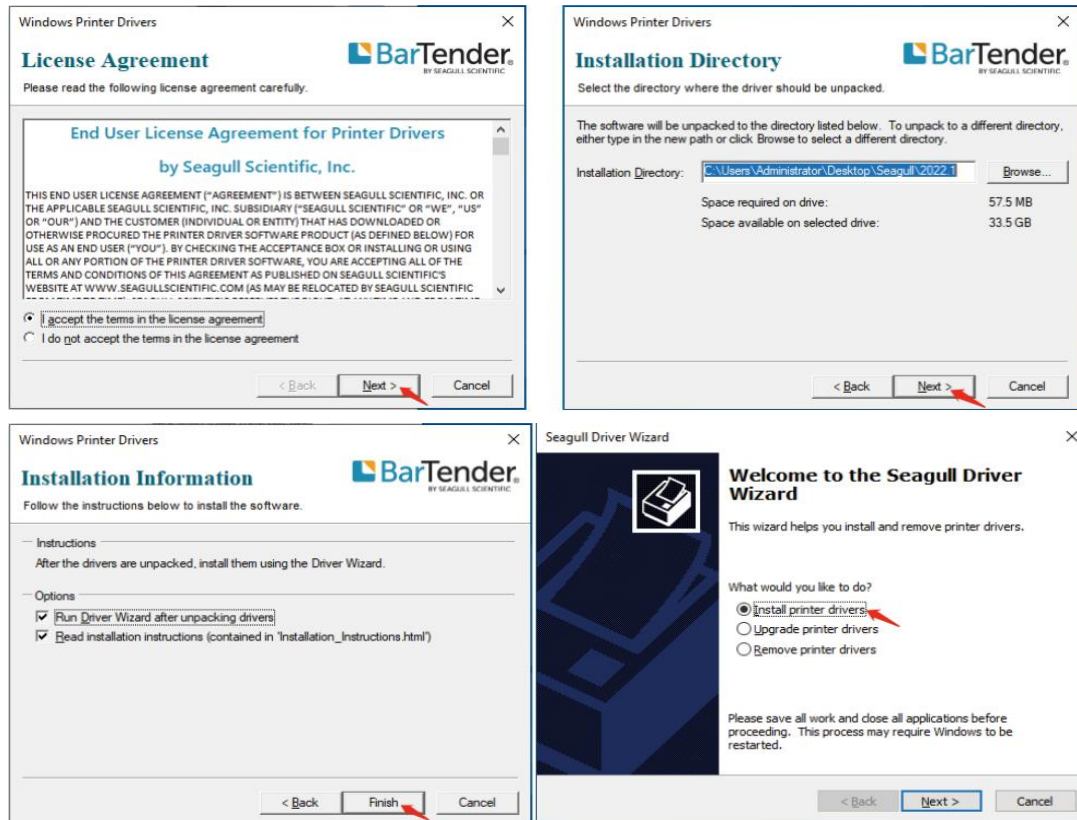 Windows Printer Drivers
License Agreement
BarTender®
BY SEAGULL SCIENTIFIC
Please read the following license agreement carefully.
End User License Agreement for Printer Drivers
by Seagull Scientific, Inc.
THIS END USER LICENSE AGREEMENT ("AGREEMENT") IS BETWEEN SEAGULL SCIENTIFIC, INC. OR
THE APPLICABLE SEAGULL SCIENTIFIC, INC. SUBSIDIARY ("SEAGULL SCIENTIFIC" OR "WE", "US"
OR "OUR") AND THE CUSTOMER (INDIVIDUAL OR ENTITY) THAT HAS DOWNLOADED OR
OTHERWISE PROCURED THE PRINTER DRIVER SOFTWARE PRODUCT (AS DEFINED BELOW) FOR
USE AS AN END USER ("YOU"). BY CHECKING THE ACCEPTANCE BOX OR INSTALLING OR USING
ALL OR ANY PORTION OF THE PRINTER DRIVER SOFTWARE, YOU ARE ACCEPTING ALL OF THE
TERMS AND CONDITIONS OF THIS AGREEMENT AS PUBLISHED ON SEAGULL SCIENTIFIC'S
WEBSITE AT WWW.SEAGULLSCIENTIFIC.COM (AS MAY BE RELOCATED BY SEAGULL SCIENTIFIC
I accept the terms in the license agreement
I do not accept the terms in the license agreement
< Back Next > Cancel
Windows Printer Drivers
Installation Directory
BarTender®
BY SEAGULL SCIENTIFIC
Select the directory where the driver should be unpacked.
The software will be unpacked to the directory listed below. To unpack to a different directory,
either type in the new path or click Browse to select a different directory.
Installation Directory: C:\Users\Administrator\Desktop\Seagull\2022.1 Browse...
Space required on drive: 57.5 MB
Space available on selected drive: 33.5 GB
< Back Next > Cancel
Windows Printer Drivers
Installation Information
BarTender®
BY SEAGULL SCIENTIFIC
Follow the instructions below to install the software.
Instructions
After the drivers are unpacked, install them using the Driver Wizard.
Options
Run Driver Wizard after unpacking drivers
Read installation instructions (contained in 'Installation_Instructions.html')
< Back Finish Cancel
Seagull Driver Wizard
Welcome to the Seagull Driver
Wizard
This wizard helps you install and remove printer drivers.
What would you like to do?
Install printer drivers
Upgrade printer drivers
Remove printer drivers
Please save all work and close all applications before
proceeding. This process may require Windows to be
restarted.
< Back Next > Cancel